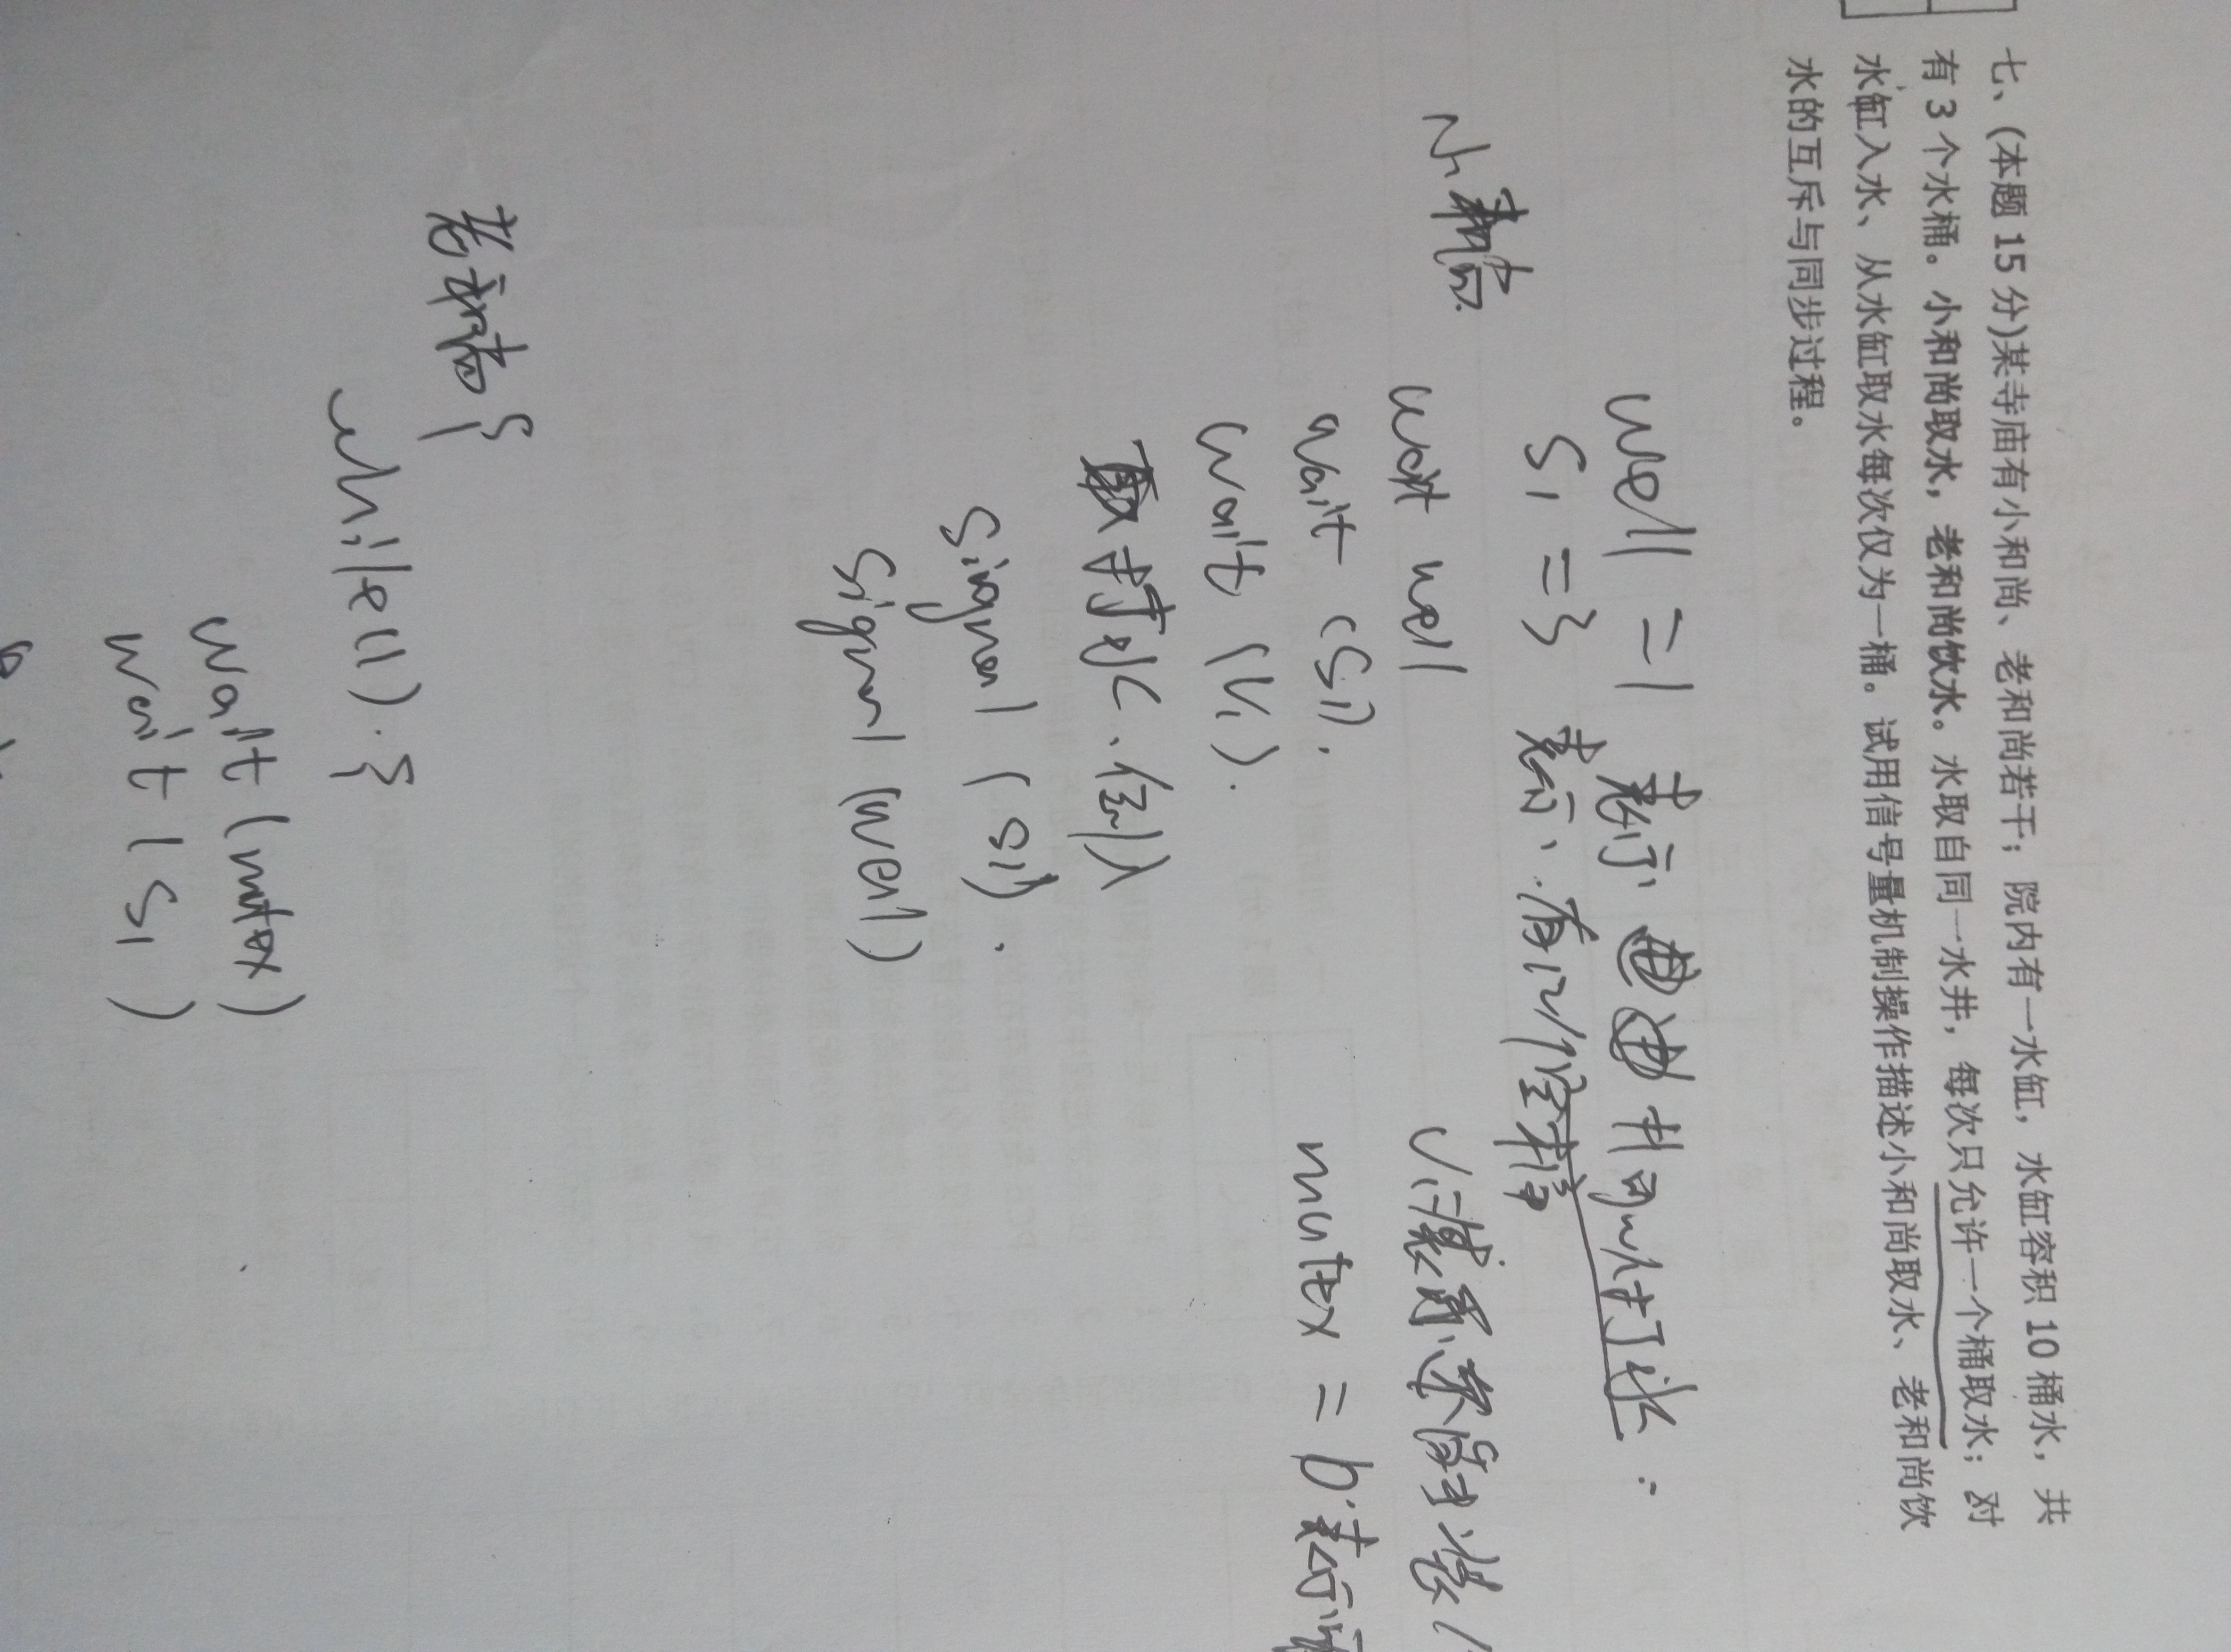 七、(本题 15 分)某寺庙有小和尚、老和尚若干；院内有一水缸，水缸容积 10 桶水，共
有 3 个水桶。小和尚取水，老和尚饮水。水取自同一水井，每次只允许一个桶取水；对
水缸入水、从水缸取水每次仅为一桶。试用信号量机制操作描述小和尚取水、老和尚饮
水的互斥与同步过程。
well =1 表示 井可以打水
S1 =3 表示 有几个空桶
小和尚
V1 表示还能装
wait well
wait (S1).
mutex = 0 表示
wait (V1).
取打水、倒入
signal (S1).
signal (well)
老和尚{
while(1).{
wait (mutex)
wait (S1)